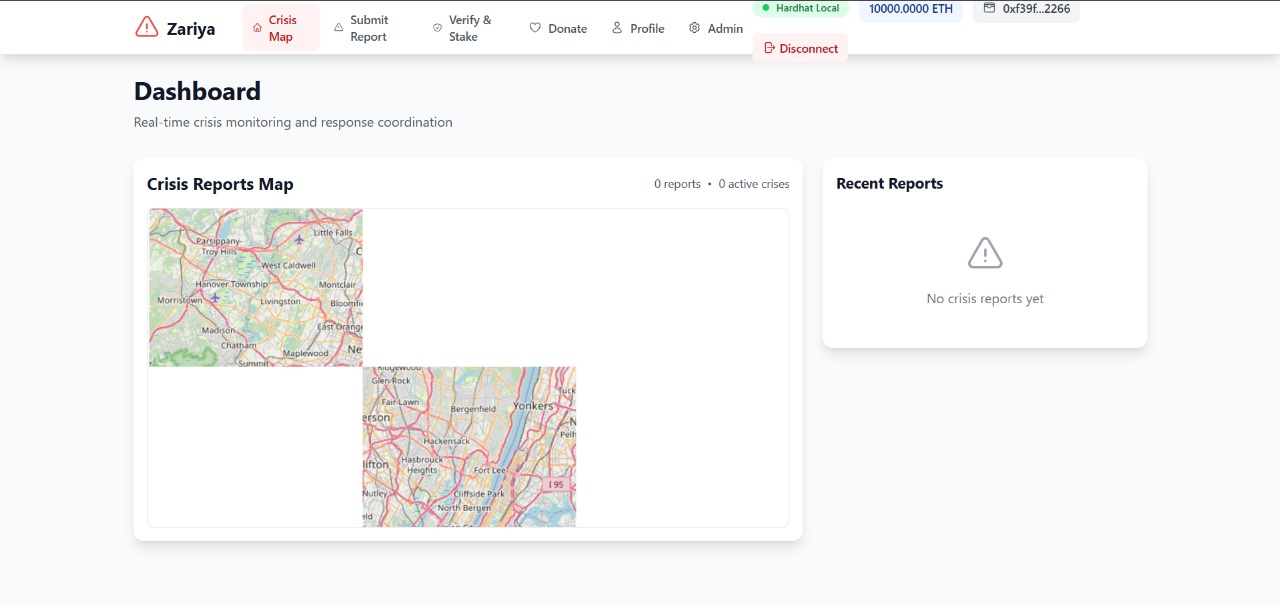 Zariya
Crisis
Map
Submit
Report
Verify &
Stake
Donate
Profile
Admin
Hardhat Local
10000.0000 ETH
0xf39f...2266
Disconnect
Dashboard
Real-time crisis monitoring and response coordination
Crisis Reports Map
0 reports • 0 active crises
Parsippany-
Troy Hills
Little Falls
West Caldwell
Hanover Township
Montclair
Morristown
Livingston
Bloomfie
Madison
East Orange
Chatham
Maplewood
Ne
Summit
Ridgewood
Glen Rock
Tuck
Fair Lawn
Bergenfield
Yonkers
erson
N
Pelh
Hackensack
lifton
Hasbrouck
Heights
Fort Lee
I 95
Nutley
Cliffside Park
North Bergen
eld
Union City
Recent Reports
No crisis reports yet